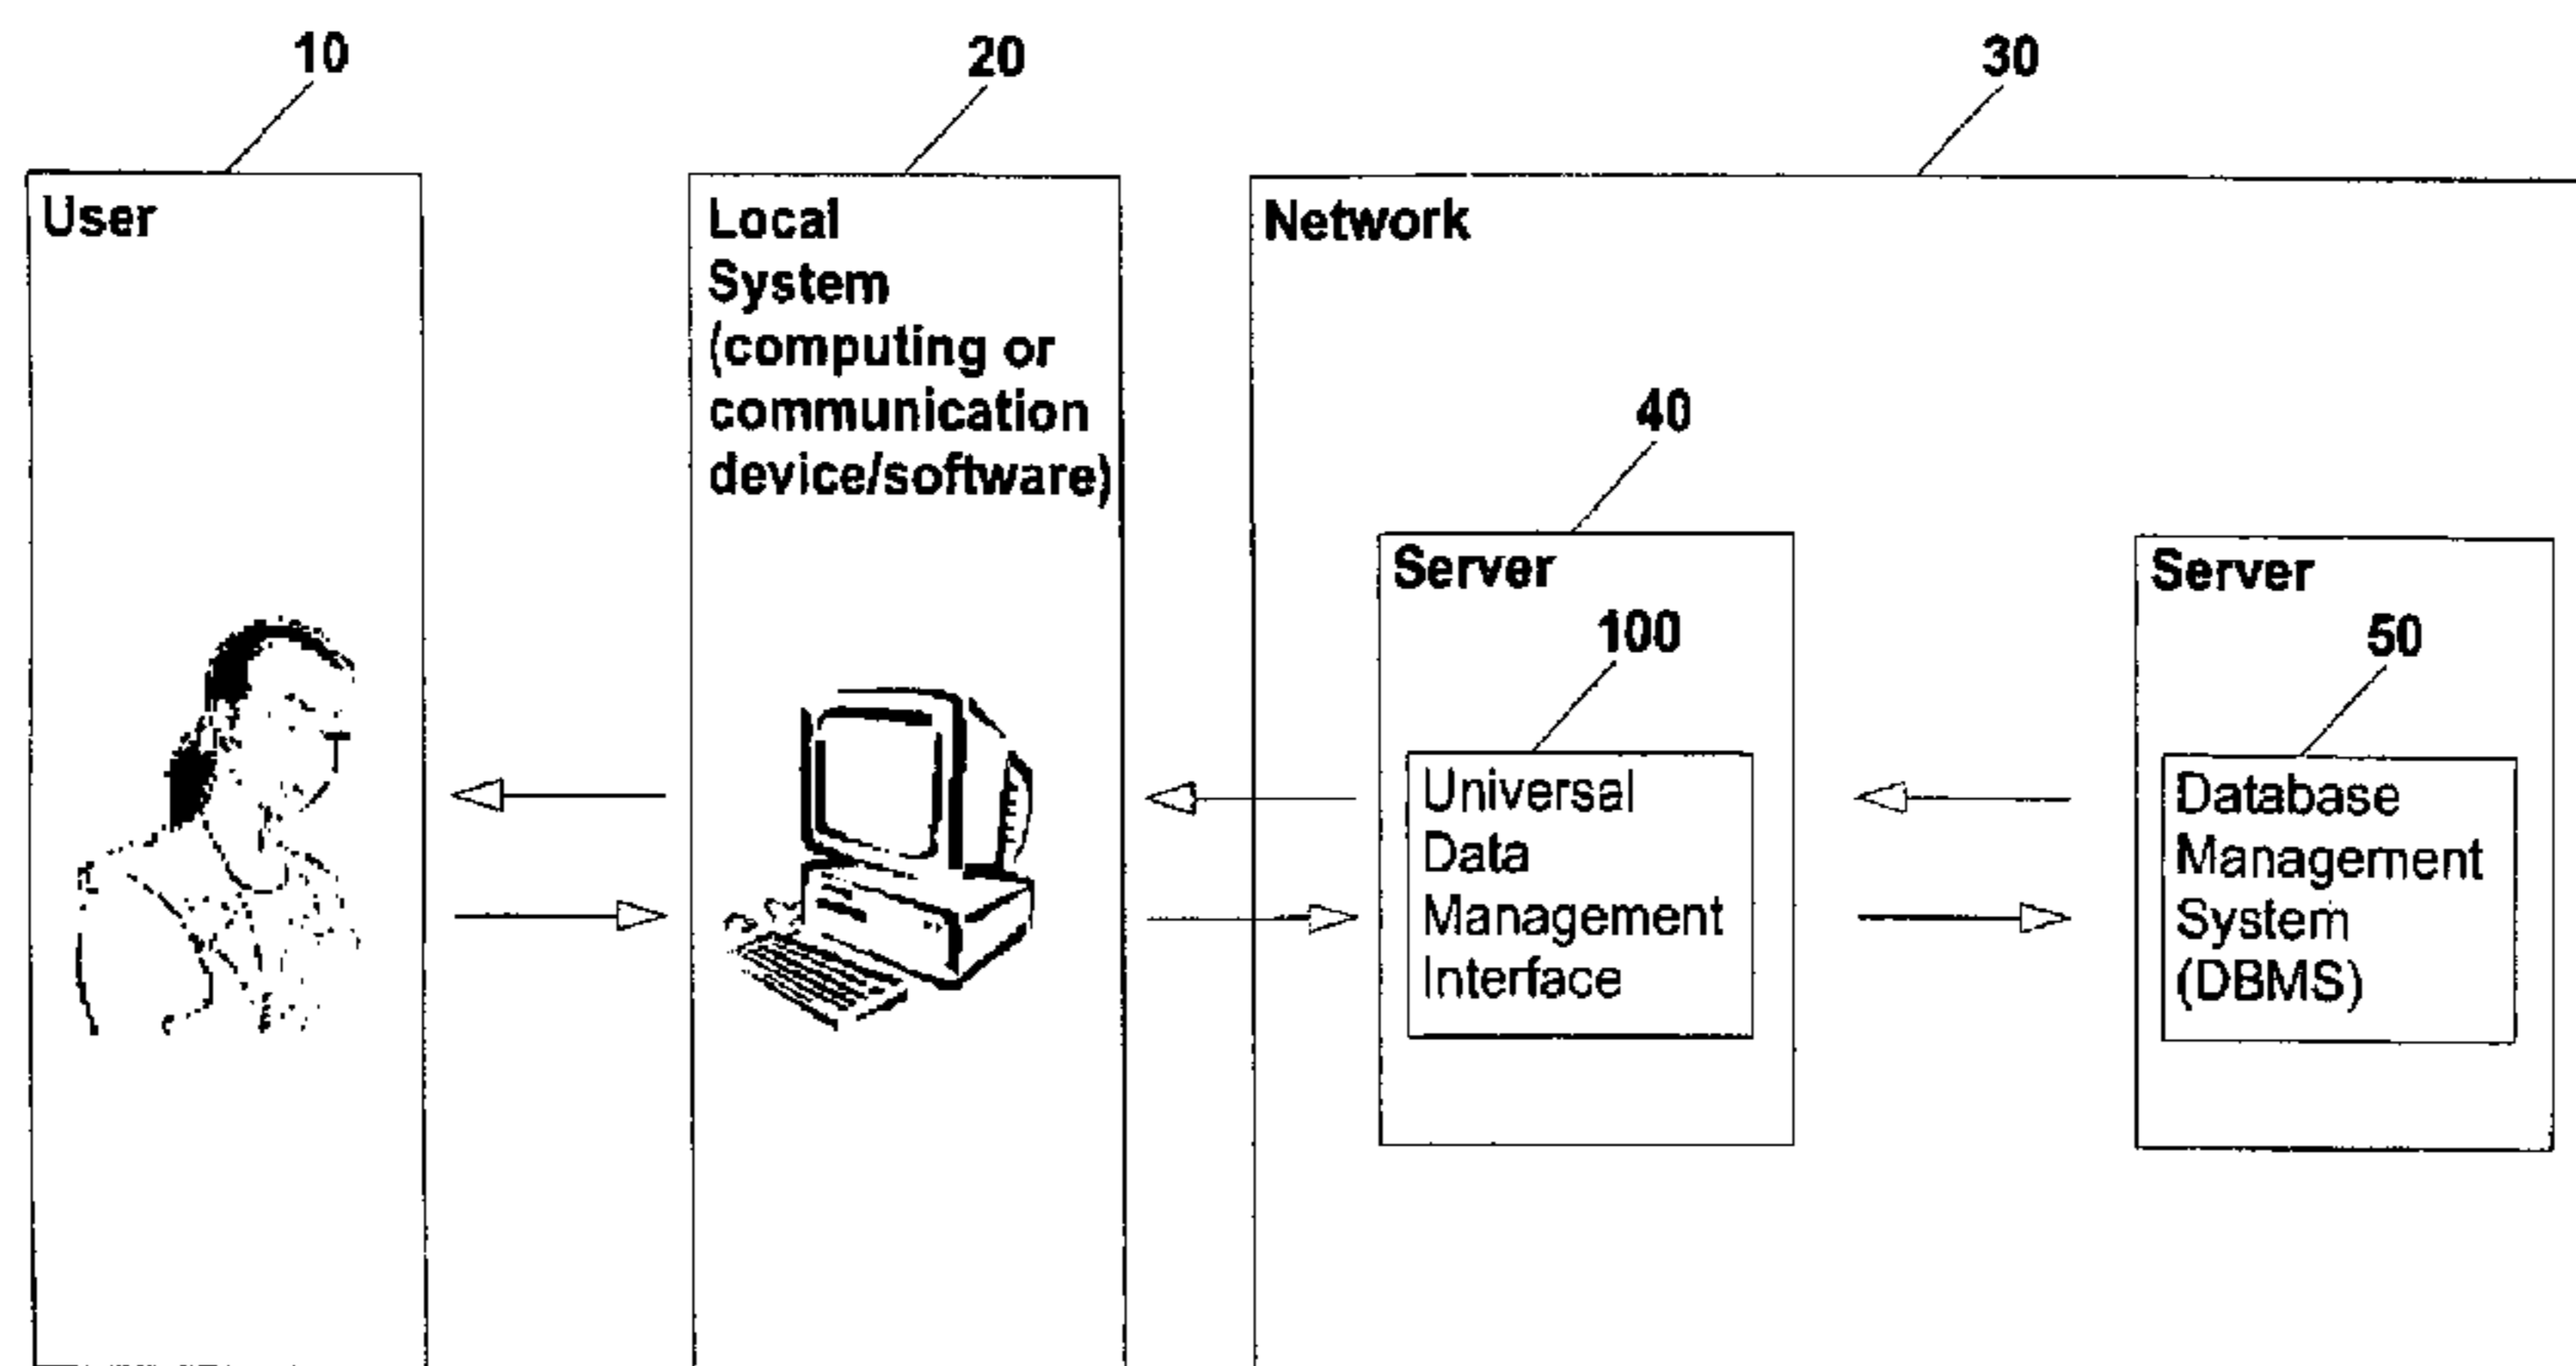 10
20
30
User
Local
System
(computing or
communication
device/software)
Network
40
Server
100
Universal
Data
Management
Interface
Server
50
Database
Management
System
(DBMS)